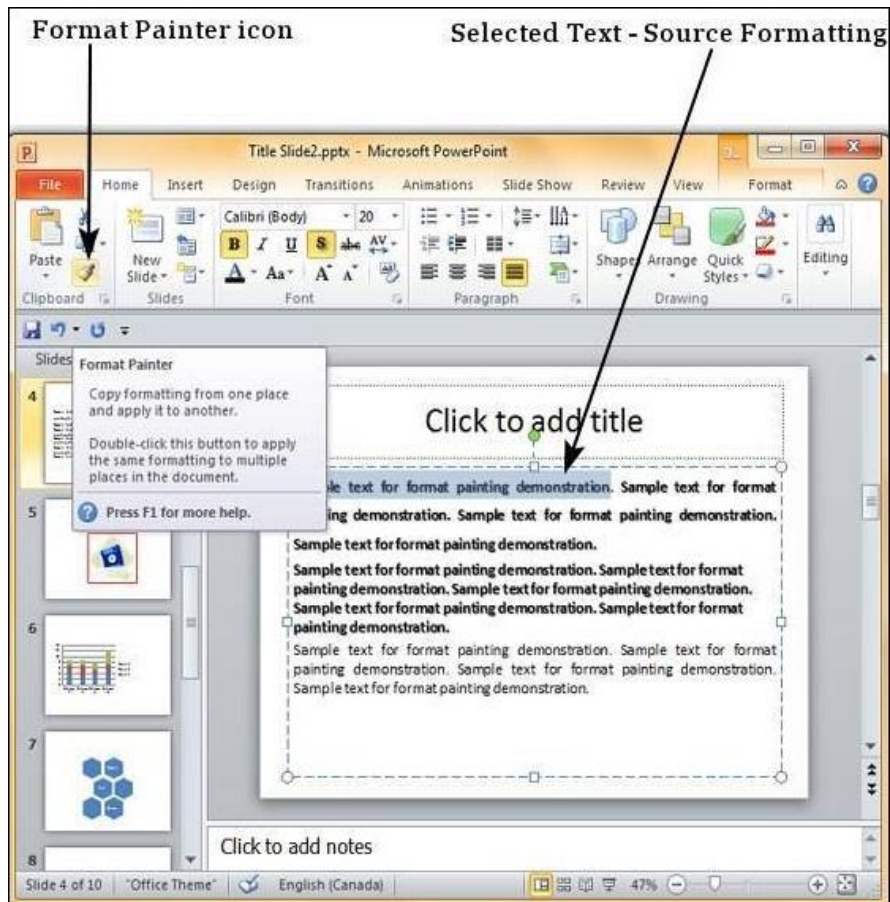 Format Painter icon
Selected Text - Source Formatting
Title Slide2.pptx - Microsoft PowerPoint
File Home Insert Design Transitions Animations Slide Show Review View Format
Calibri (Body) 20
B I U S abc AV
A Aa A A
Paste New Slide Shapes Arrange Quick Styles Editing
Clipboard Slides Font Paragraph Drawing
Slides
Format Painter
Copy formatting from one place
and apply it to another.
Double-click this button to apply
the same formatting to multiple
places in the document.
Press F1 for more help.
4
5
6
7
8
Click to add title
text for format painting demonstration. Sample text for format
demonstration. Sample text for format painting demonstration.
Sample text for format painting demonstration.
Sample text for format painting demonstration. Sample text for format
painting demonstration. Sample text for format painting demonstration.
Sample text for format painting demonstration. Sample text for format
painting demonstration.
Sample text for format painting demonstration. Sample text for format
painting demonstration. Sample text for format painting demonstration.
Sample text for format painting demonstration.
Click to add notes
Slide 4 of 10 "Office Theme" English (Canada) 47%